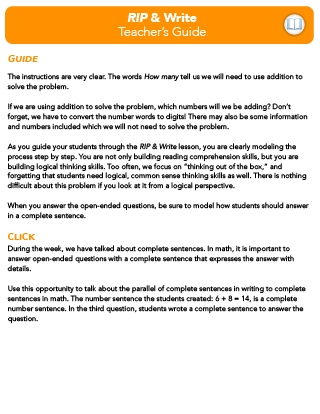 RIP & Write
Teacher's Guide
GUIDE
The instructions are very clear. The words How many tell us we will need to use addition to
solve the problem.
If we are using addition to solve the problem, which numbers will we be adding? Don't
forget, we have to convert the number words to digits! There may also be some information
and numbers included which we will not need to solve the problem.
As you guide your students through the RIP & Write lesson, you are clearly modeling the
process step by step. You are not only building reading comprehension skills, but you are
building logical thinking skills. Too often, we focus on "thinking out of the box," and
forgetting that students need logical, common sense thinking skills as well. There is nothing
difficult about this problem if you look at it from a logical perspective.
When you answer the open-ended questions, be sure to model how students should answer
in a complete sentence.
CLICK
During the week, we have talked about complete sentences. In math, it is important to
answer open-ended questions with a complete sentence that expresses the answer with
details.
Use this opportunity to talk about the parallel of complete sentences in writing to complete
sentences in math. The number sentence the students created: 6 + 8 = 14, is a complete
number sentence. In the third question, students wrote a complete sentence to answer the
question.